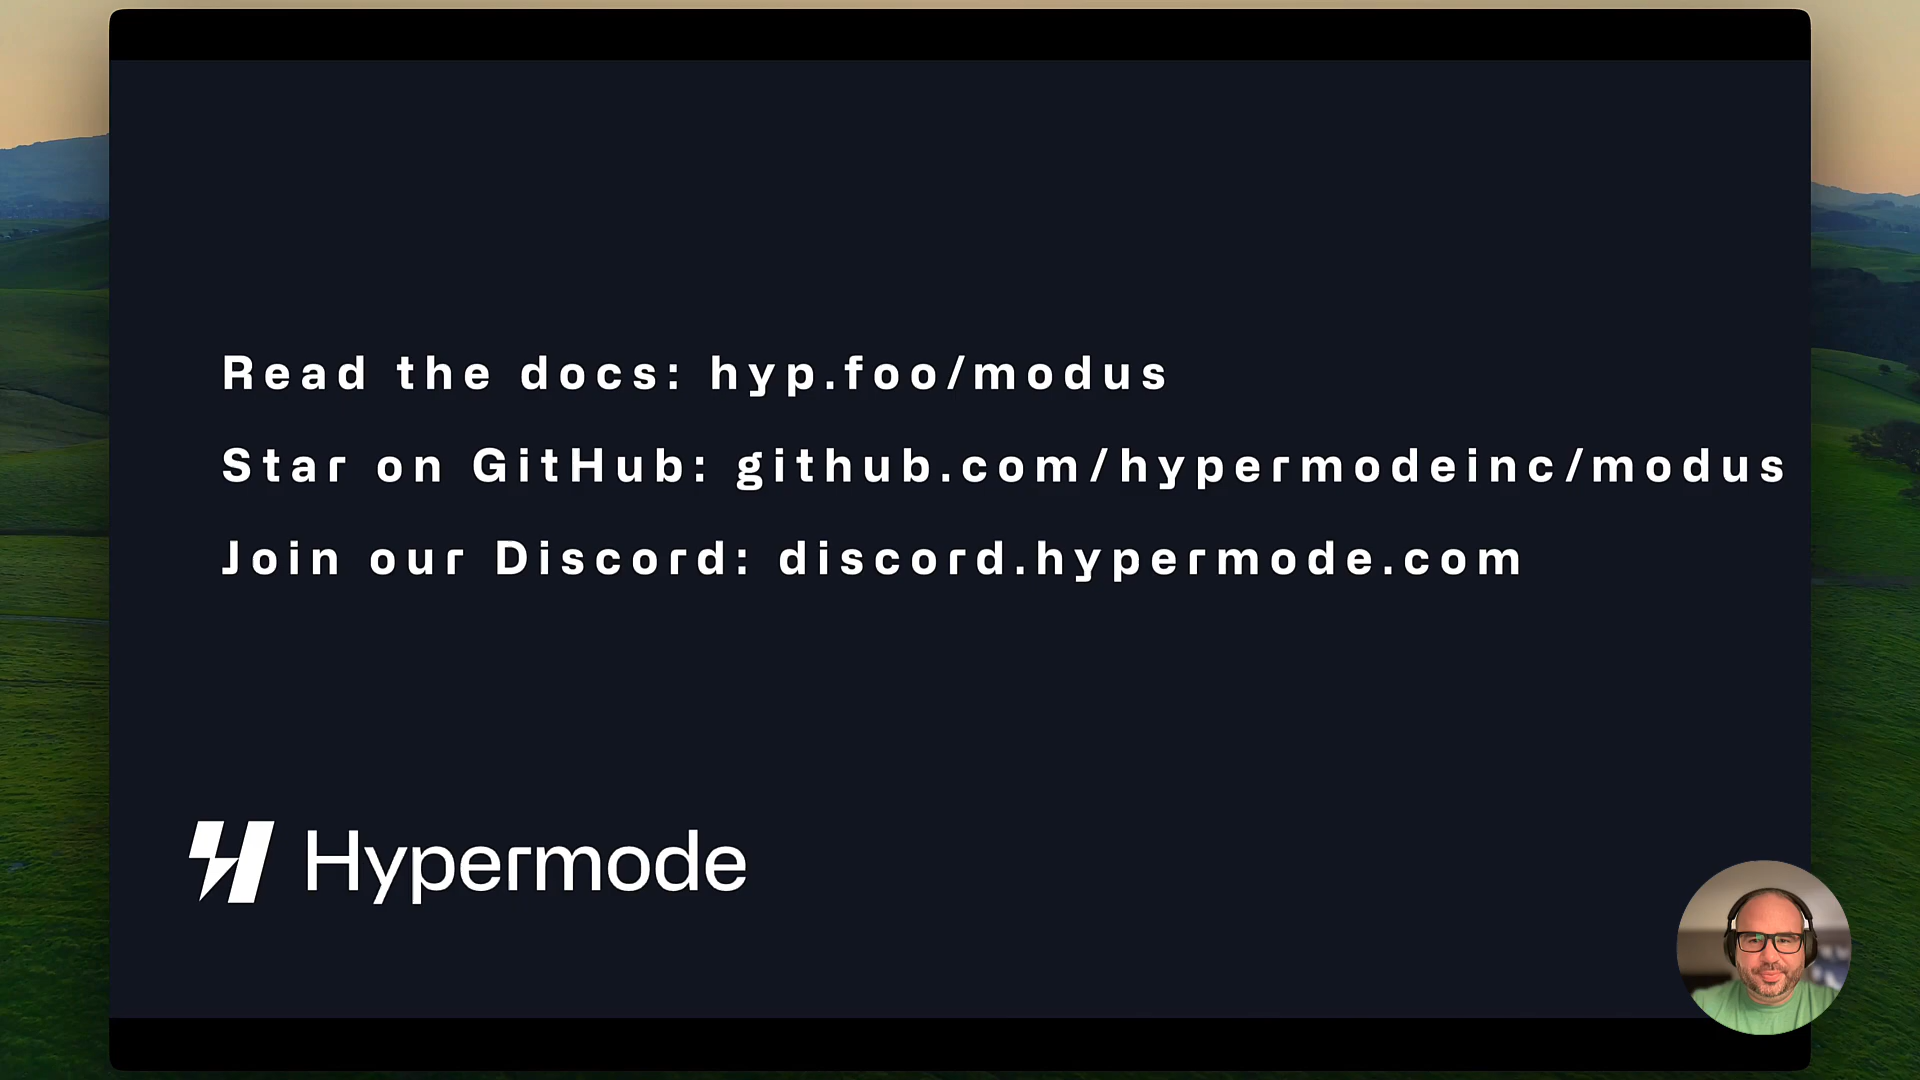 Read the docs: hyp.foo/modus
Star on GitHub: github.com/hypermodeinc/modus
Join our Discord: discord.hypermode.com
Hypermode